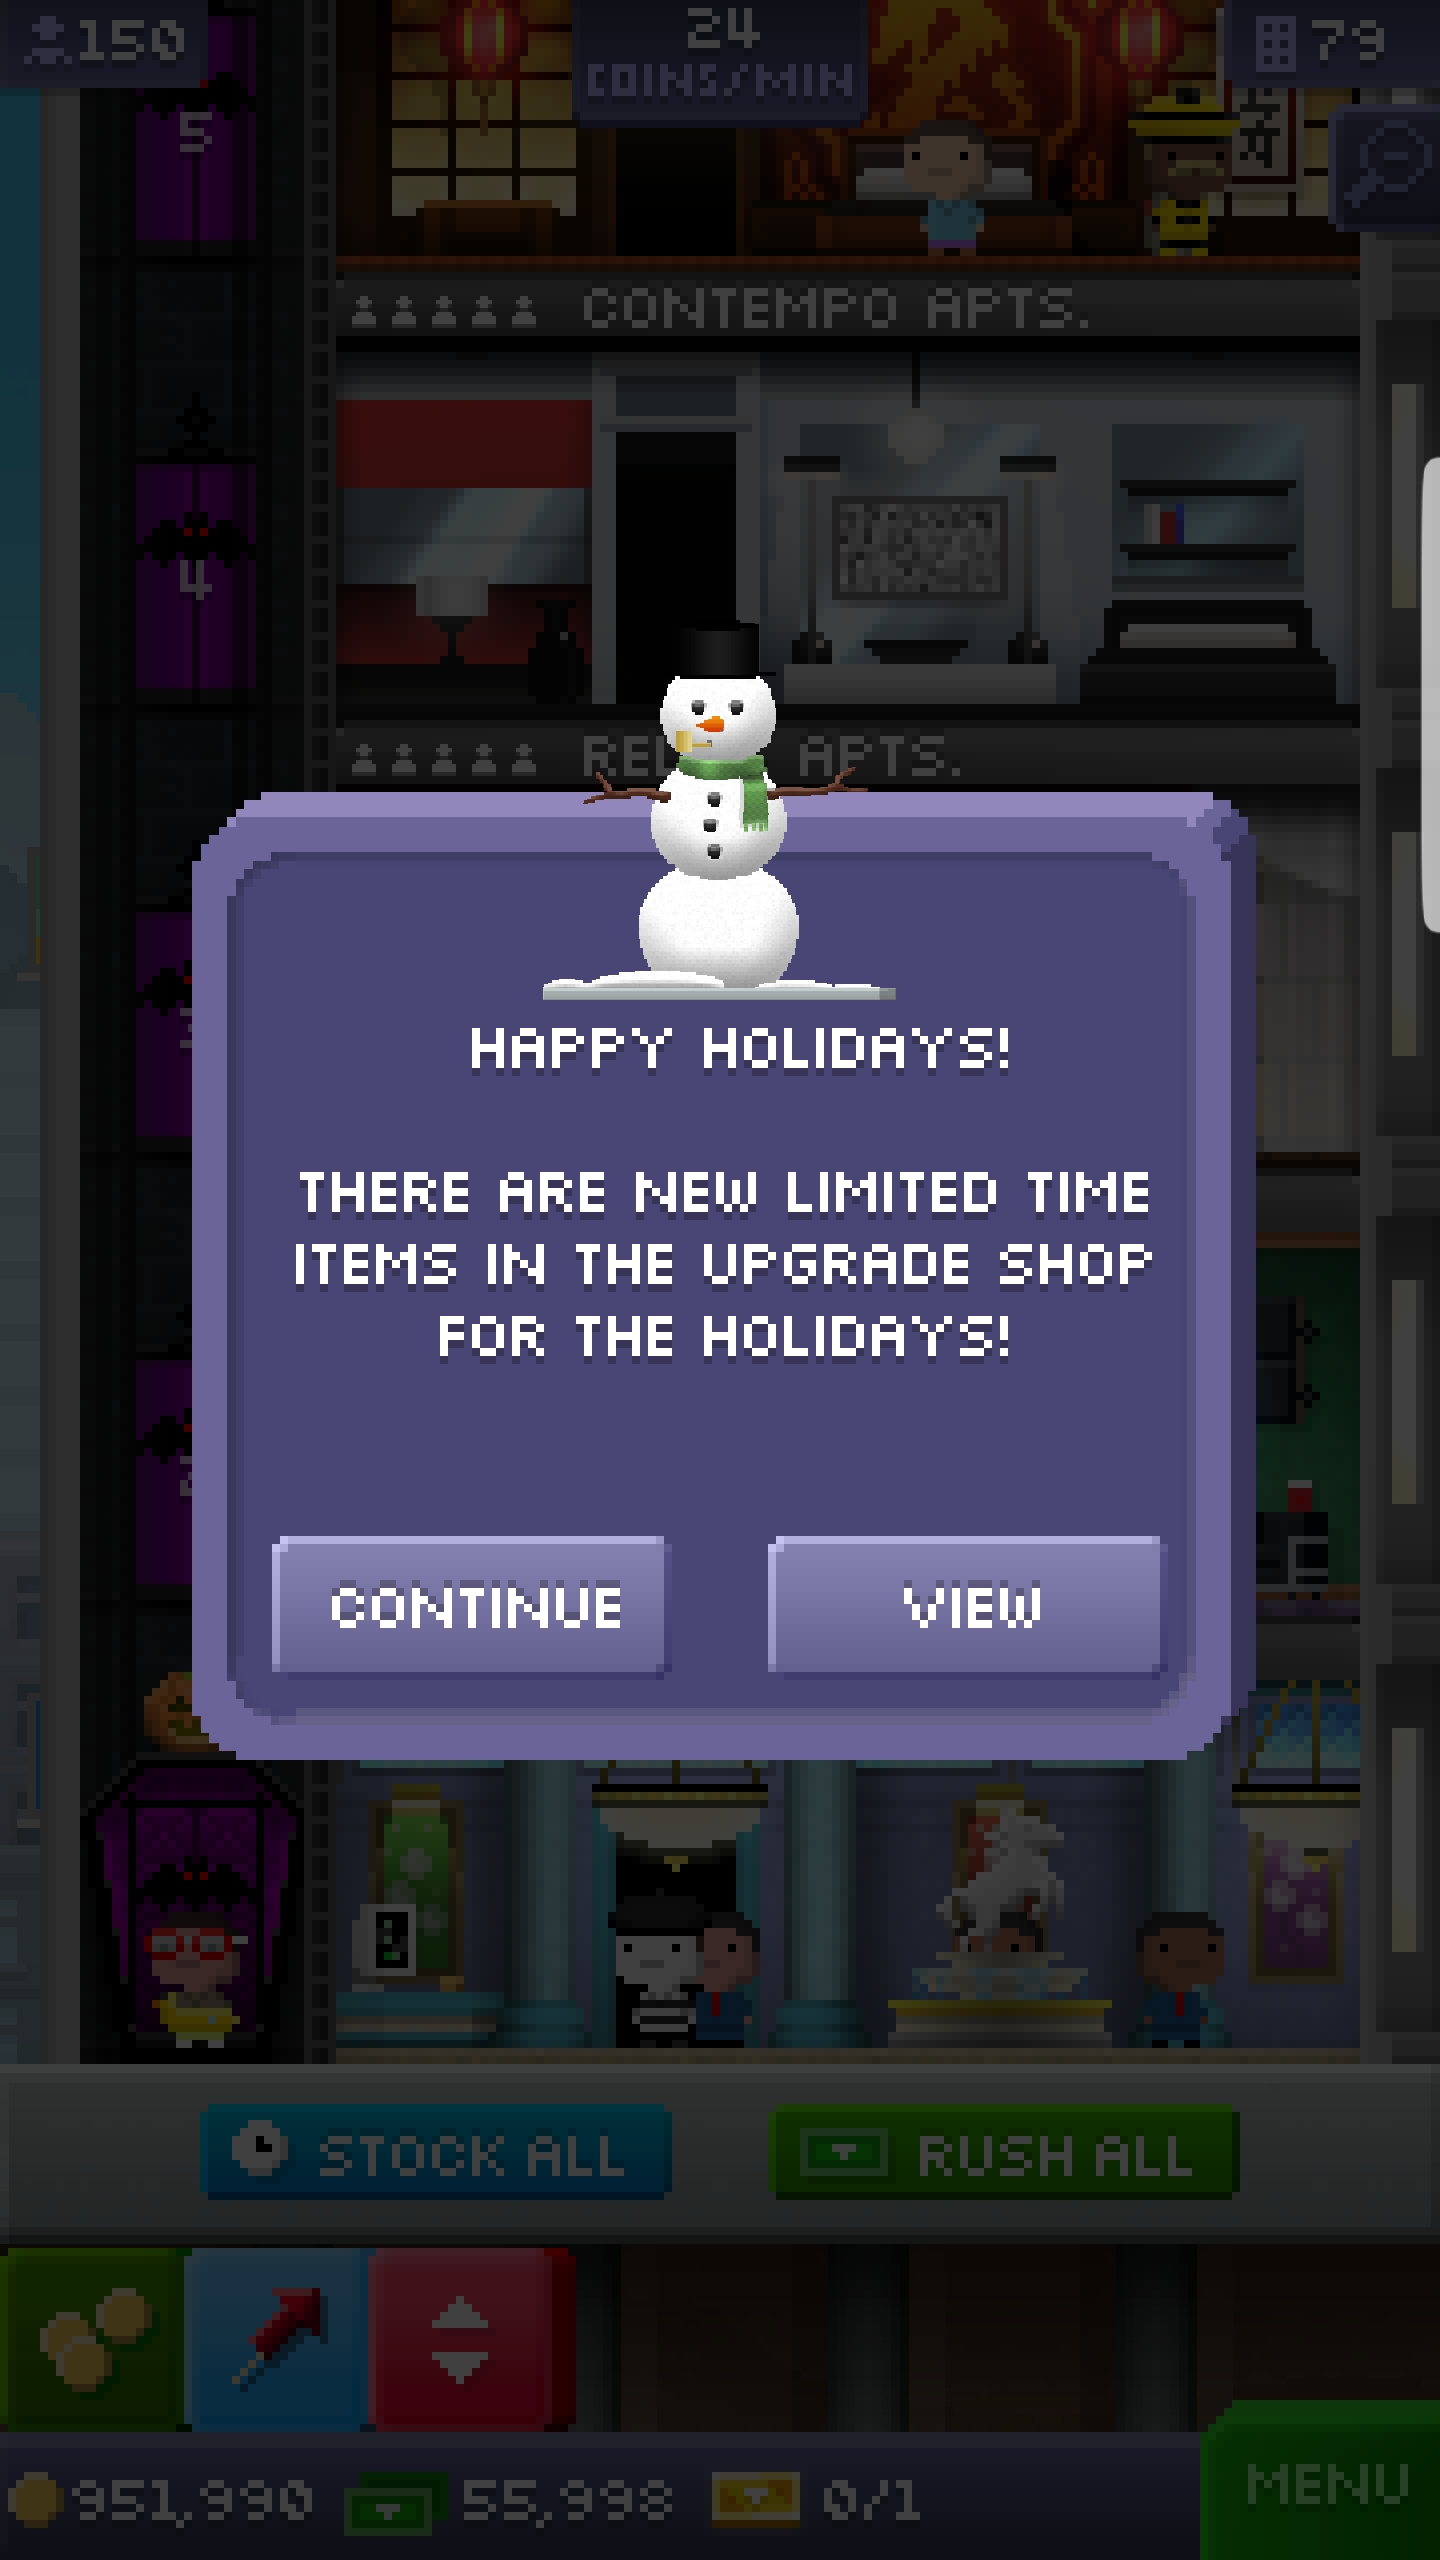 150
24
COINS/MIN
79
5
CONTEMPO APTS.
4
APTS.
HAPPY HOLIDAYS!
THERE ARE NEW LIMITED TIME
ITEMS IN THE UPGRADE SHOP
FOR THE HOLIDAYS!
CONTINUE
VIEW
STOCK ALL
RUSH ALL
951,990
55,998
0/1
MENU